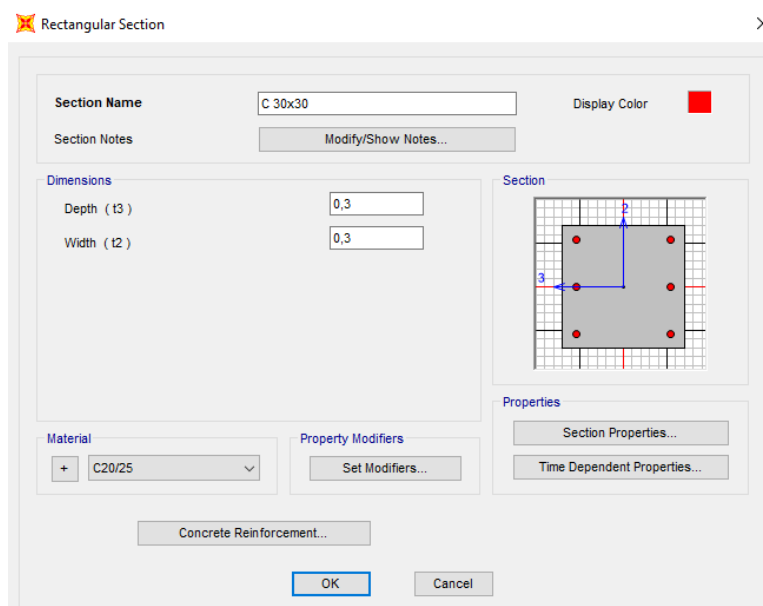 Rectangular Section
Section Name
C 30x30
Display Color
Section Notes
Modify/Show Notes...
Dimensions
Depth ( t3 )
0,3
Width ( t2 )
0,3
Section
2
3
Properties
Section Properties...
Time Dependent Properties...
Material
+
C20/25
Property Modifiers
Set Modifiers...
Concrete Reinforcement...
OK
Cancel